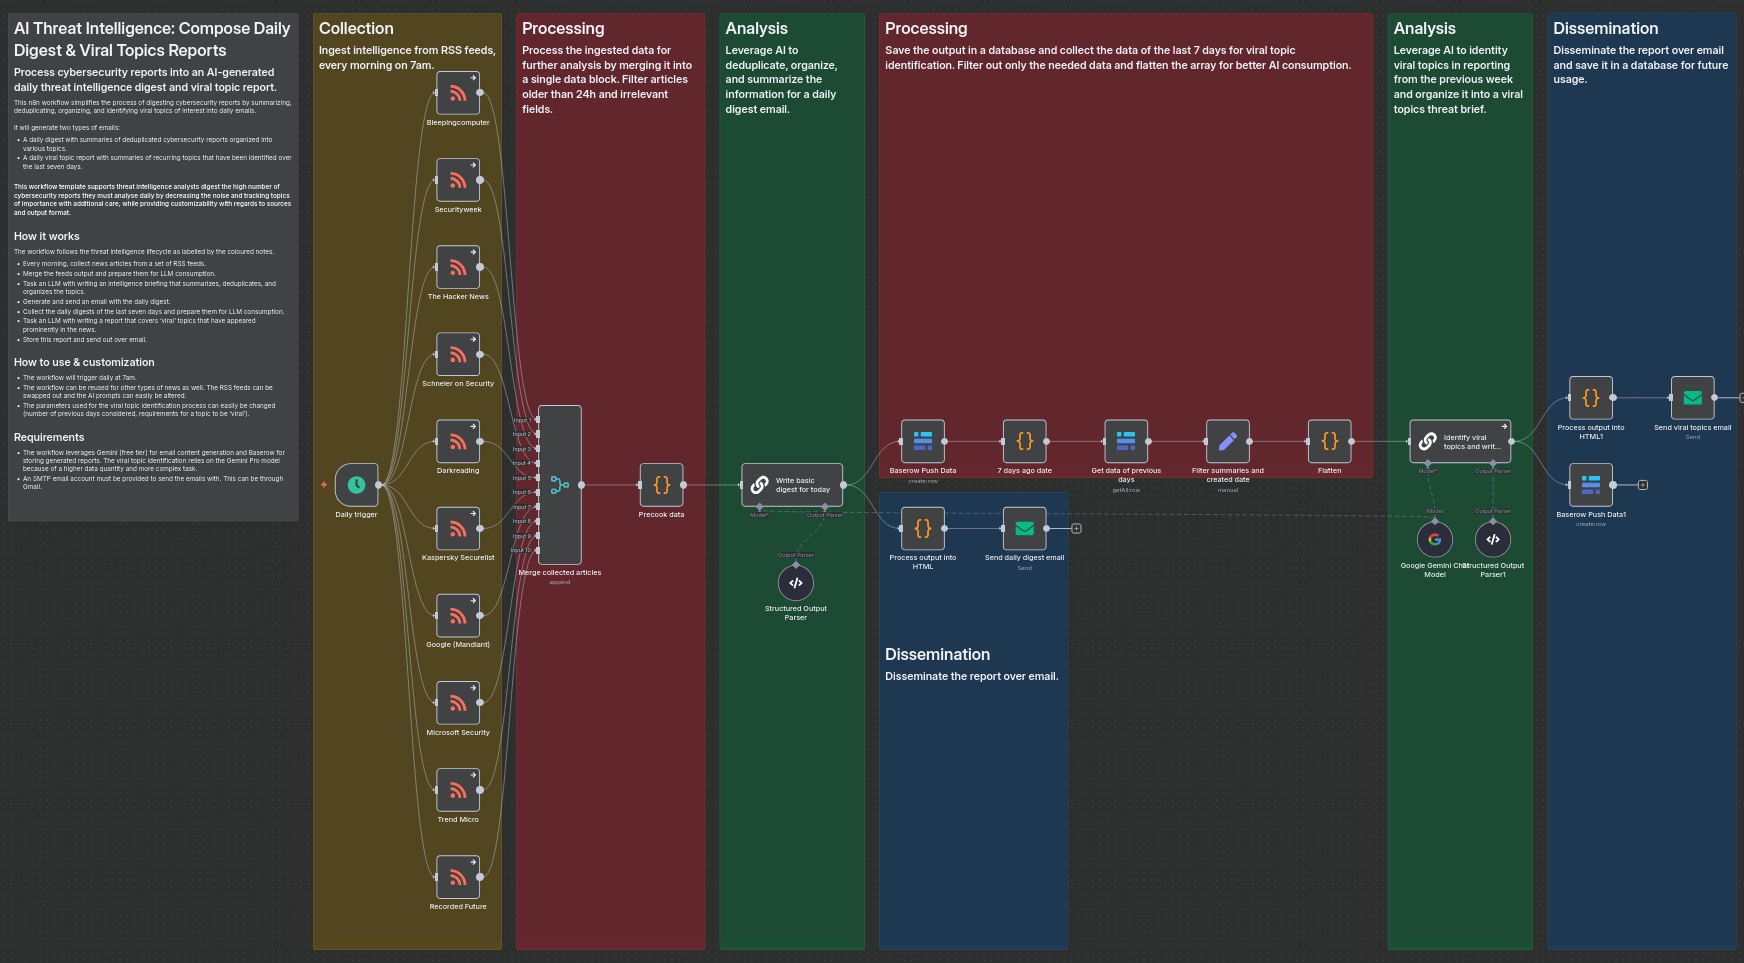 AI Threat Intelligence: Compose Daily
Digest & Viral Topics Reports
Process cybersecurity reports into an AI-generated
daily threat intelligence digest and viral topic report.
This n8n workflow simplifies the process of digesting cybersecurity reports by summarizing,
deduplicating, organizing, and identifying viral topics of interest into daily emails.
It will generate two types of emails:
• A daily digest with summaries of deduplicated cybersecurity reports organized into
various topics.
• A daily viral topic report with summaries of recurring topics that have been identified over
the last seven days.
This workflow template supports threat intelligence analysts digest the high number of
cybersecurity reports they must analyse daily by decreasing the noise and tracking topics
of importance with additional care, while providing customizability with regards to sources
and output format.
How it works
The workflow follows the threat intelligence lifecycle as labelled by the coloured notes.
• Every morning, collect news articles from a set of RSS feeds.
• Merge the feeds output and prepare them for LLM consumption.
• Task an LLM with writing an intelligence briefing that summarizes, deduplicates, and
organizes the topics.
• Generate and send an email with the daily digest.
• Collect the daily digests of the last seven days and prepare them for LLM consumption.
• Task an LLM with writing a report that covers 'viral' topics that have appeared
prominently in the news.
• Store this report and send out over email.
How to use & customization
• The workflow will trigger daily at 7am.
• The workflow can be reused for other types of news as well. The RSS feeds can be
swapped out and the AI prompts can easily be altered.
• The parameters used for the viral topic identification process can easily be changed
(number of previous days considered, requirements for a topic to be 'viral').
Requirements
• The workflow leverages Gemini (free tier) for email content generation and Baserow for
storing generated reports. The viral topic identification relies on the Gemini Pro model
because of a higher data quantity and more complex task.
• An SMTP email account must be provided to send the emails with. This can be through
Gmail.
Collection
Ingest intelligence from RSS feeds,
every morning on 7am.
Daily trigger
Bleepingcomputer
Securityweek
The Hacker News
Schneier on Security
Darkreading
Kaspersky Securelist
Google (Mandiant)
Microsoft Security
Trend Micro
Recorded Future
Processing
Process the ingested data for
further analysis by merging it into
a single data block. Filter articles
older than 24h and irrelevant
fields.
Input 1
Input 2
Input 3
Input 4
Input 5
Input 6
Input 7
Input 8
Input 9
Input 10
Merge collected articles
append
Precook data
Analysis
Leverage AI to
deduplicate, organize,
and summarize the
information for a daily
digest email.
Write basic
digest for today
Model*
Output Parser
Output Parser
Structured Output
Parser
Processing
Save the output in a database and collect the data of the last 7 days for viral topic
identification. Filter out only the needed data and flatten the array for better AI consumption.
Baserow Push Data
create:row
7 days ago date
Get data of previous
days
getAll:row
Filter summaries and
created date
manual
Flatten
Process output into
HTML
Send daily digest email
Send
Dissemination
Disseminate the report over email.
Analysis
Leverage AI to identity
viral topics in reporting
from the previous week
and organize it into a viral
topics threat brief.
Identify viral
topics and writ...
Model*
Output Parser
Model
Output Parser
Google Gemini Chat
Model
Structured Output
Parser1
Dissemination
Disseminate the report over email
and save it in a database for future
usage.
Process output into
HTML1
Send viral topics email
Send
Baserow Push Data1
create:row